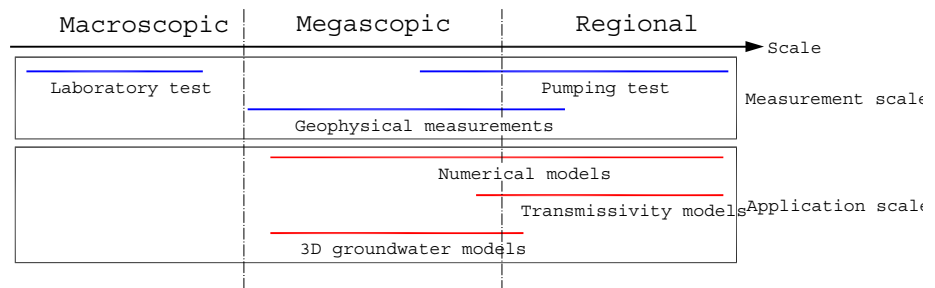 Macroscopic Megascopic Regional
Scale
Laboratory test
Pumping test
Measurement scale
Geophysical measurements
Numerical models
Transmissivity models
Application scale
3D groundwater models